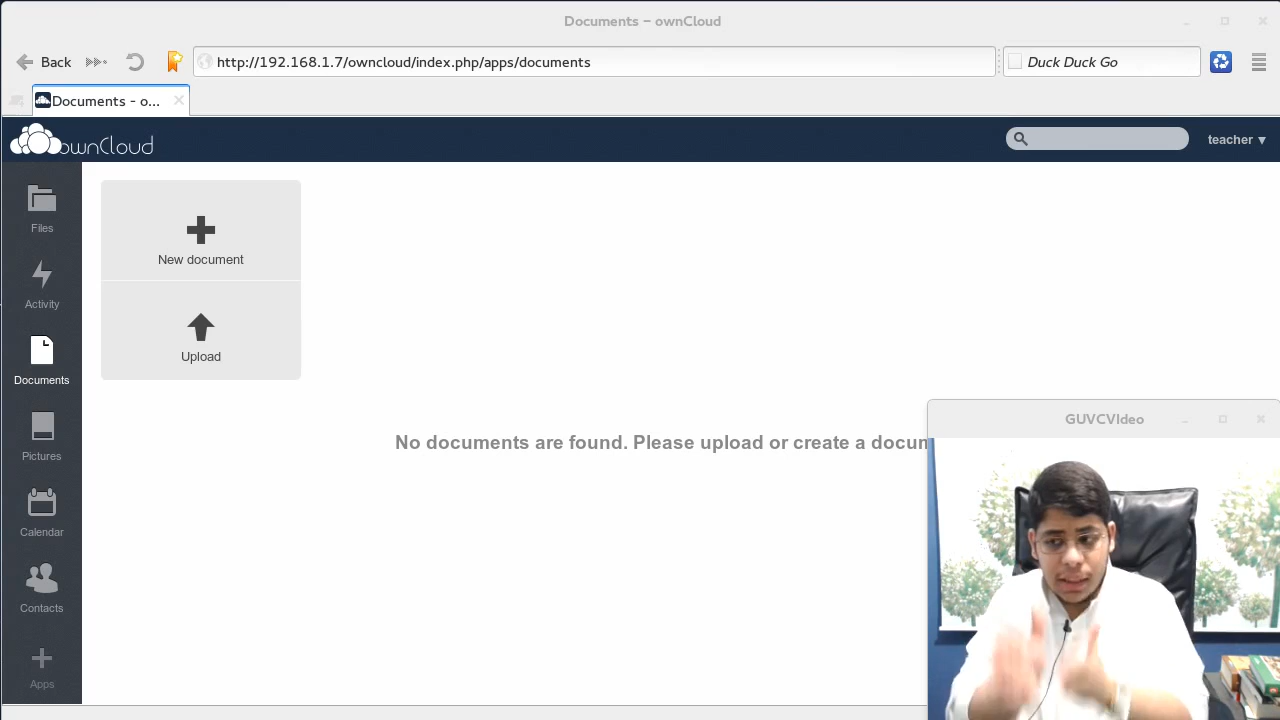 Documents – ownCloud
Back
http://192.168.1.7/owncloud/index.php/apps/documents
Duck Duck Go
Documents - o...
ownCloud
teacher ▼
Files
New document
Activity
Upload
Documents
No documents are found. Please upload or create a docum
GUVCVIdeo
Pictures
Calendar
Contacts
Apps